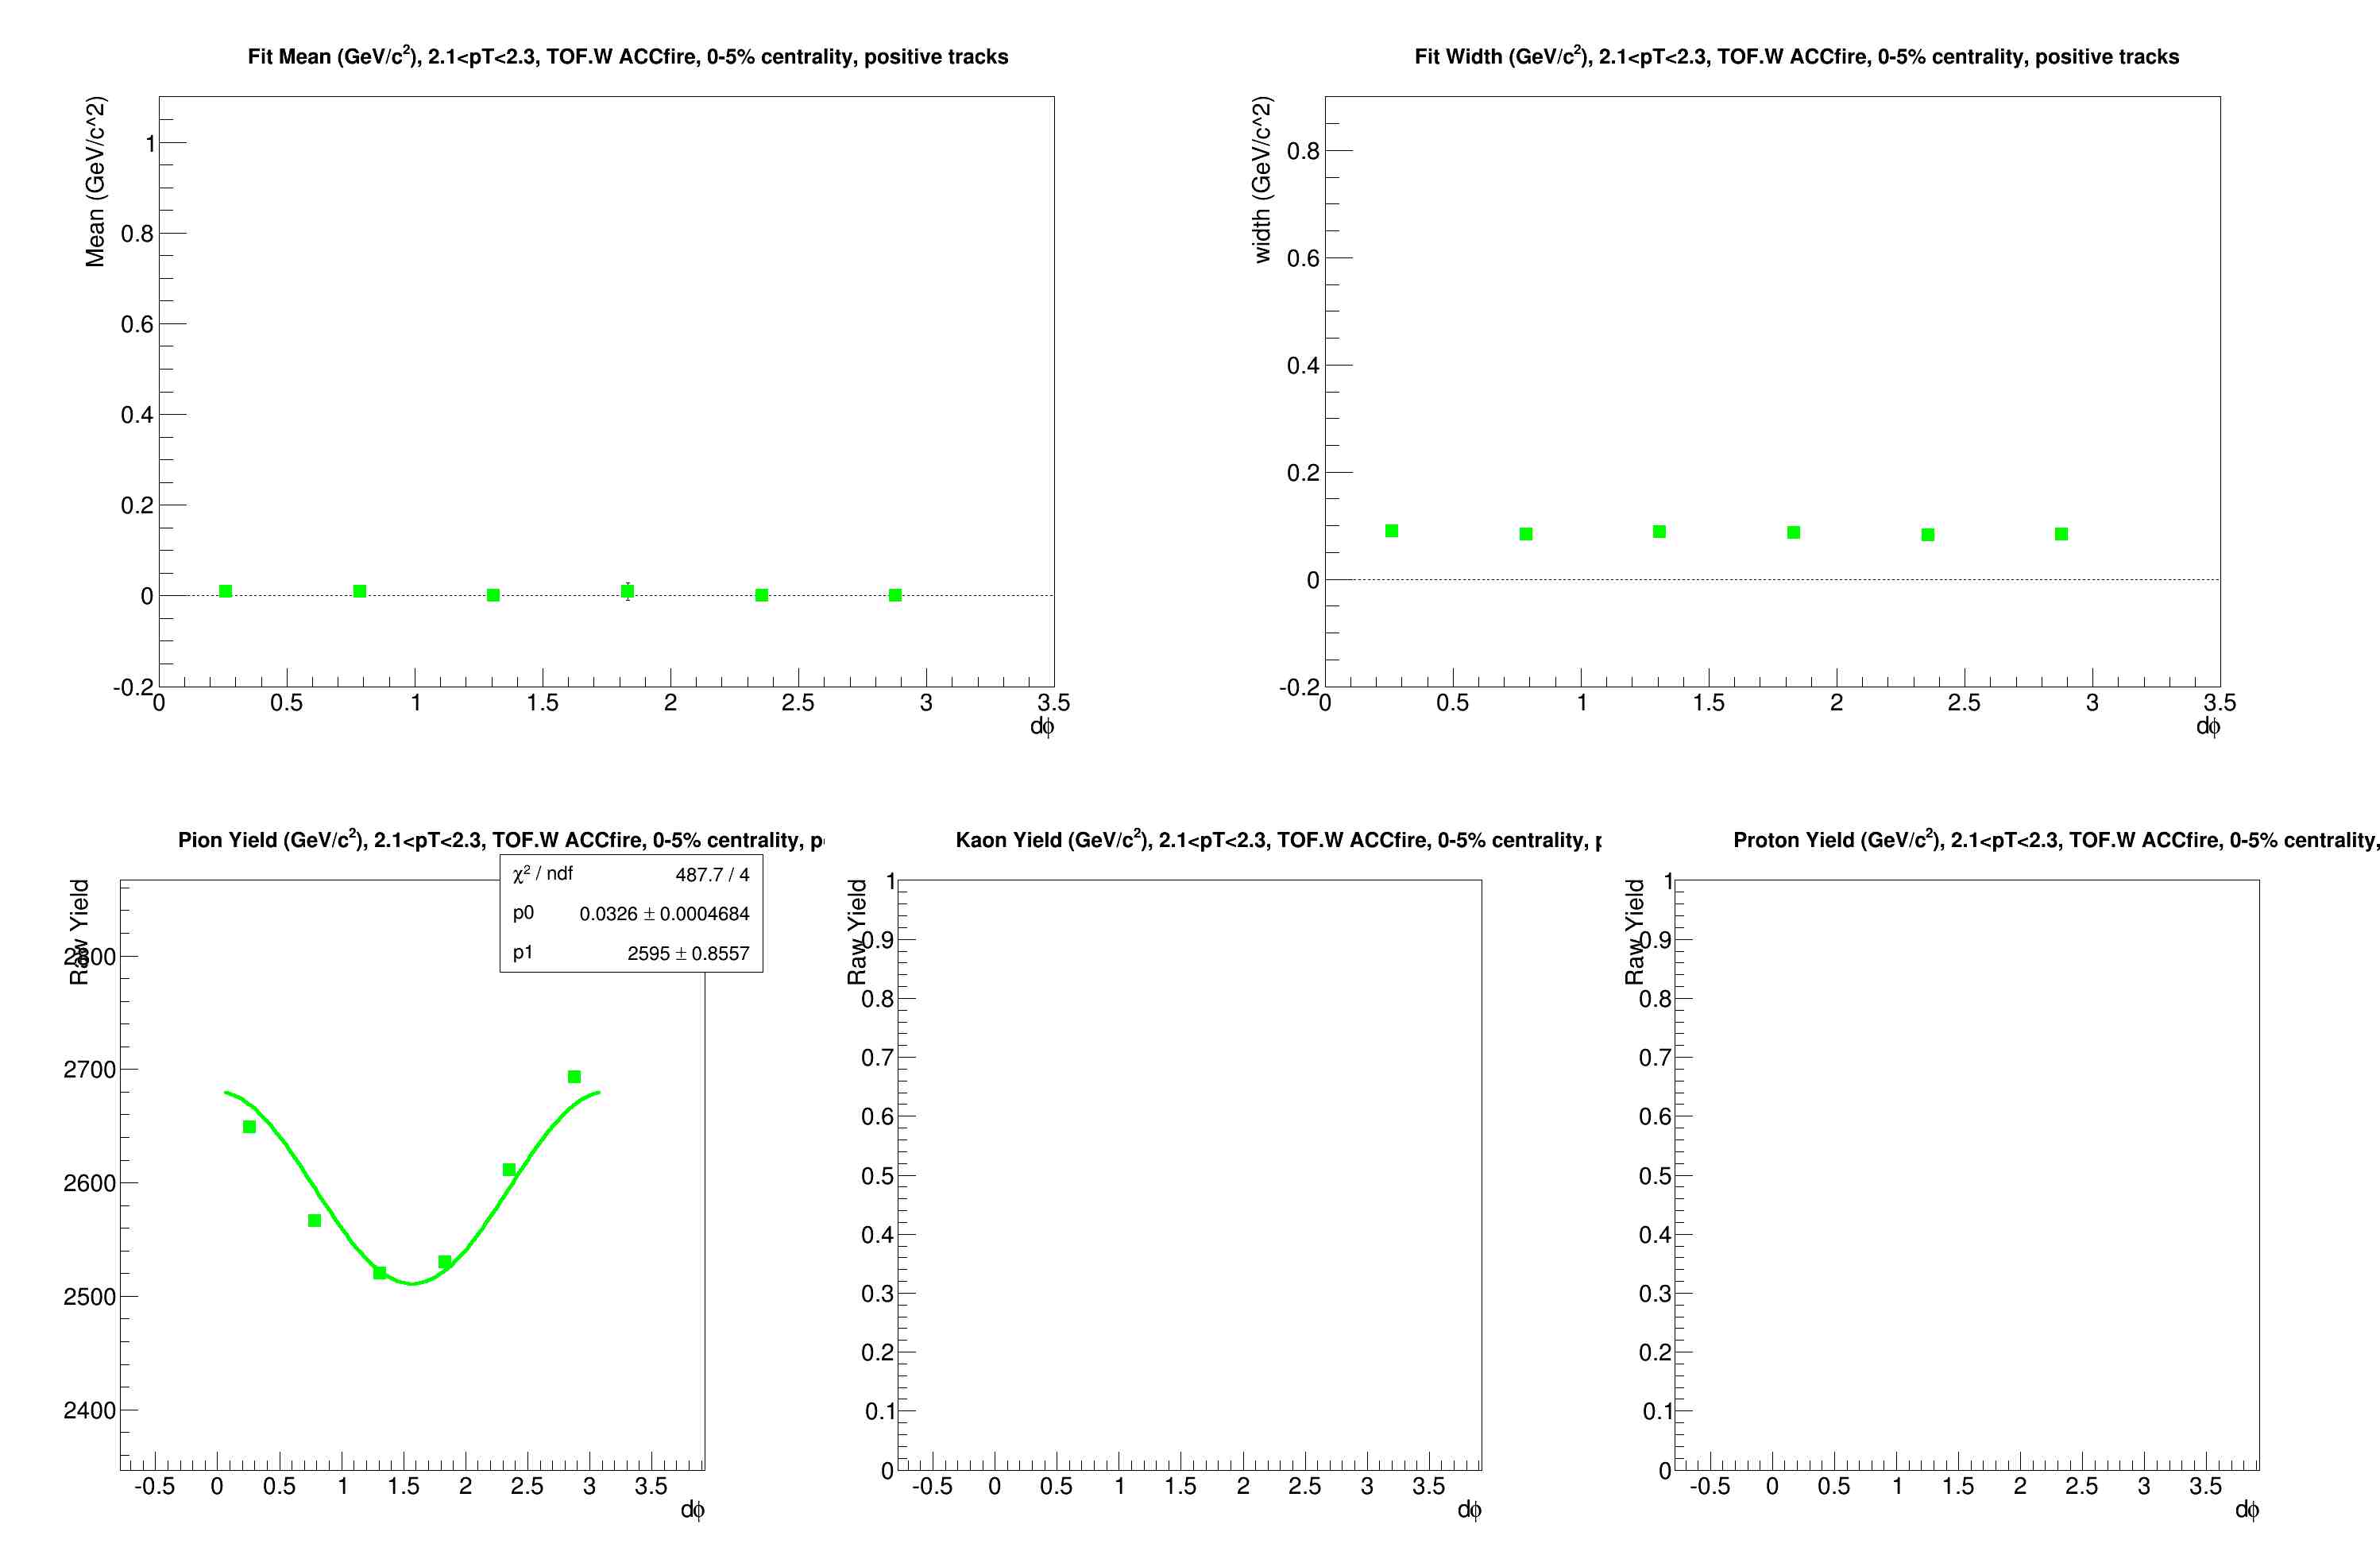 Fit Mean (GeV/c²), 2.1<pT<2.3, TOF.W ACCfire, 0-5% centrality, positive tracks
Mean (GeV/c^2)
1
0.8
0.6
0.4
0.2
0
-0.2
0 0.5 1 1.5 2 2.5 3 3.5
dφ
Fit Width (GeV/c²), 2.1<pT<2.3, TOF.W ACCfire, 0-5% centrality, positive tracks
width (GeV/c^2)
0.8
0.6
0.4
0.2
0
-0.2
0 0.5 1 1.5 2 2.5 3 3.5
dφ
Pion Yield (GeV/c²), 2.1<pT<2.3, TOF.W ACCfire, 0-5% centrality, p
χ² / ndf 487.7 / 4
p0 0.0326 ± 0.0004684
p1 2595 ± 0.8557
Raw Yield
2800
2700
2600
2500
2400
-0.5 0 0.5 1 1.5 2 2.5 3 3.5
dφ
Kaon Yield (GeV/c²), 2.1<pT<2.3, TOF.W ACCfire, 0-5% centrality, p
Raw Yield
1
0.9
0.8
0.7
0.6
0.5
0.4
0.3
0.2
0.1
0
-0.5 0 0.5 1 1.5 2 2.5 3 3.5
dφ
Proton Yield (GeV/c²), 2.1<pT<2.3, TOF.W ACCfire, 0-5% centrality,
Raw Yield
1
0.9
0.8
0.7
0.6
0.5
0.4
0.3
0.2
0.1
0
-0.5 0 0.5 1 1.5 2 2.5 3 3.5
dφ